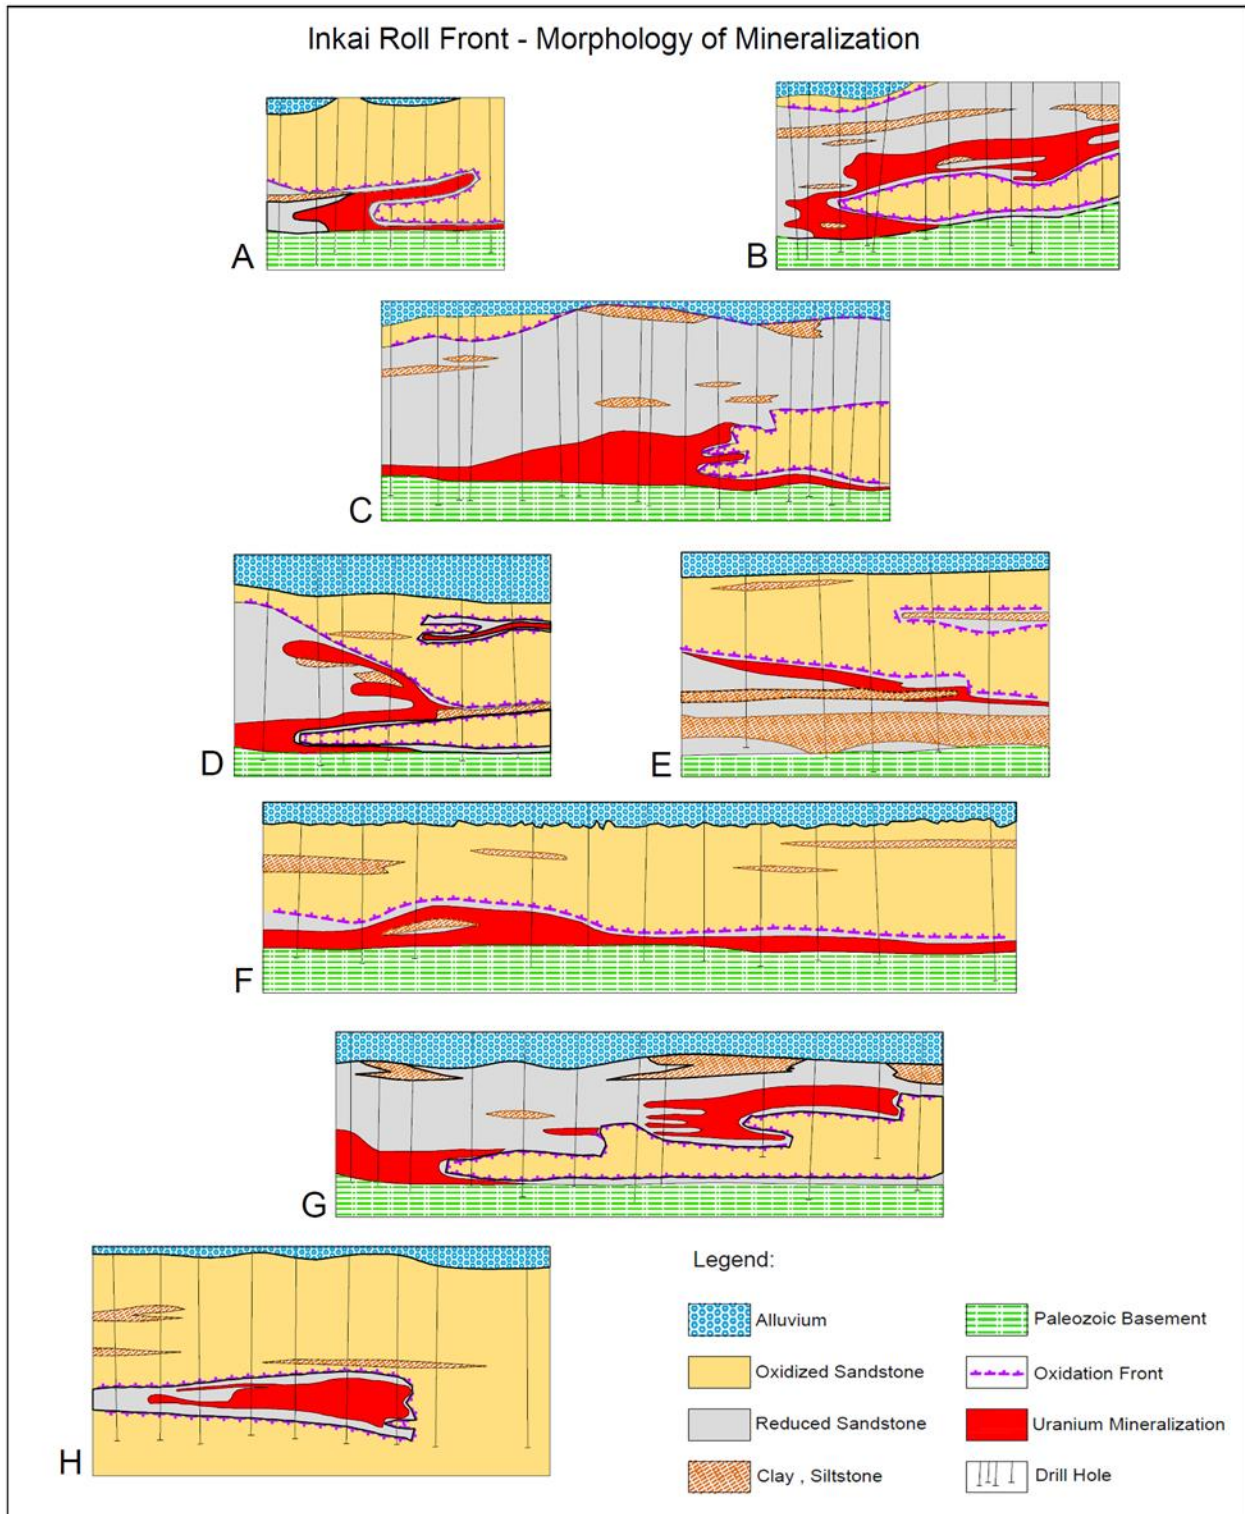 Inkai Roll Front - Morphology of Mineralization
A
B
C
D
E
F
G
H
Legend:
Alluvium
Paleozoic Basement
Oxidized Sandstone
Oxidation Front
Reduced Sandstone
Uranium Mineralization
Clay , Siltstone
Drill Hole